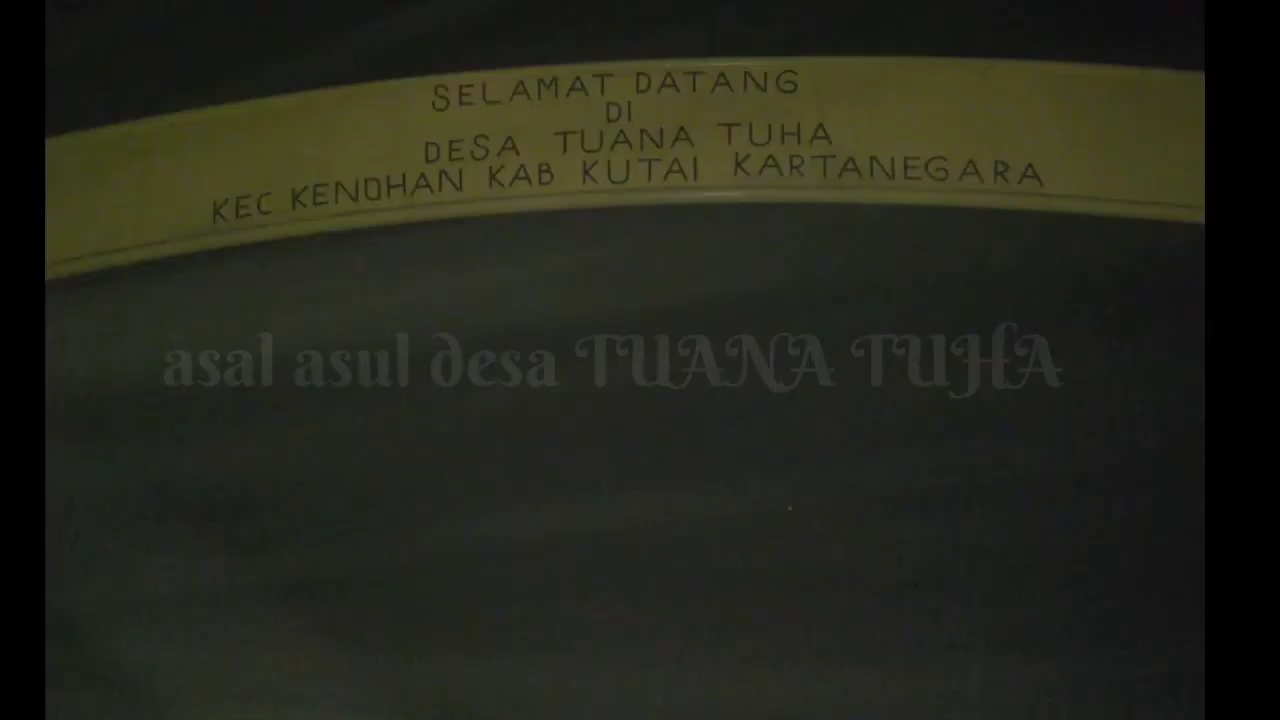 SELAMAT DATANG
DI
DESA TUANA TUHA
KEC KENOHAN KAB KUTAI KARTANEGARA
asal asul desa TUANA TUHA